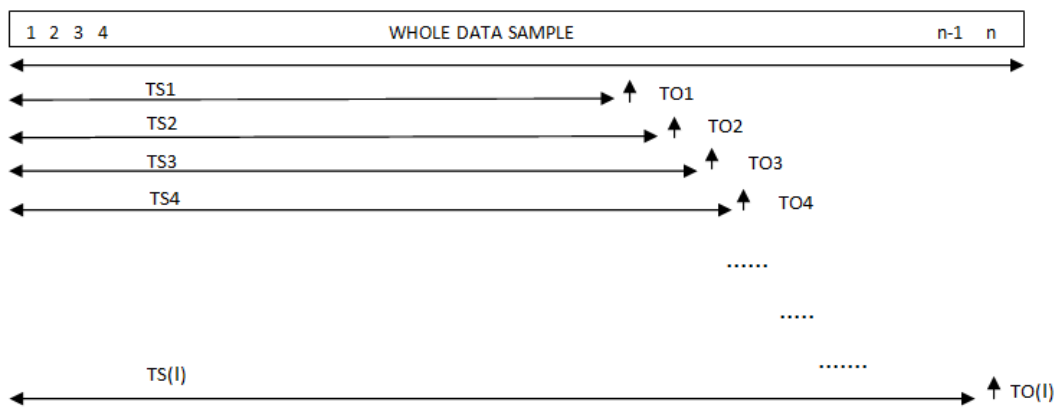 1 2 3 4 WHOLE DATA SAMPLE n-1 n
TS1 TO1
TS2 TO2
TS3 TO3
TS4 TO4
......
.....
.......
TS(l) TO(l)